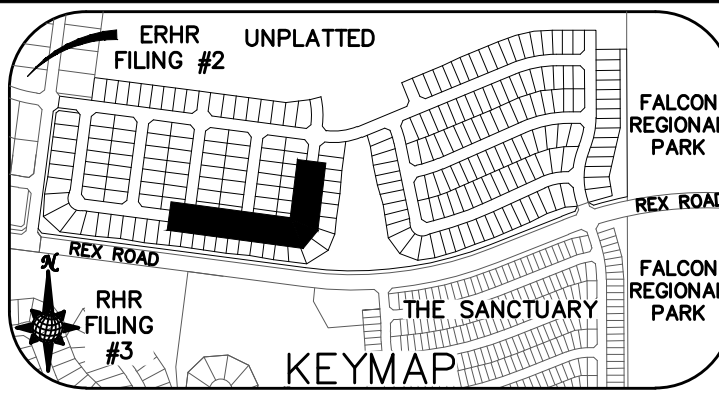 ERHR
FILING #2
UNPLATTED
FALCON
REGIONAL
PARK
REX ROAD
REX ROAD
N
RHR
FILING
#3
THE SANCTUARY
FALCON
REGIONAL
PARK
KEYMAP